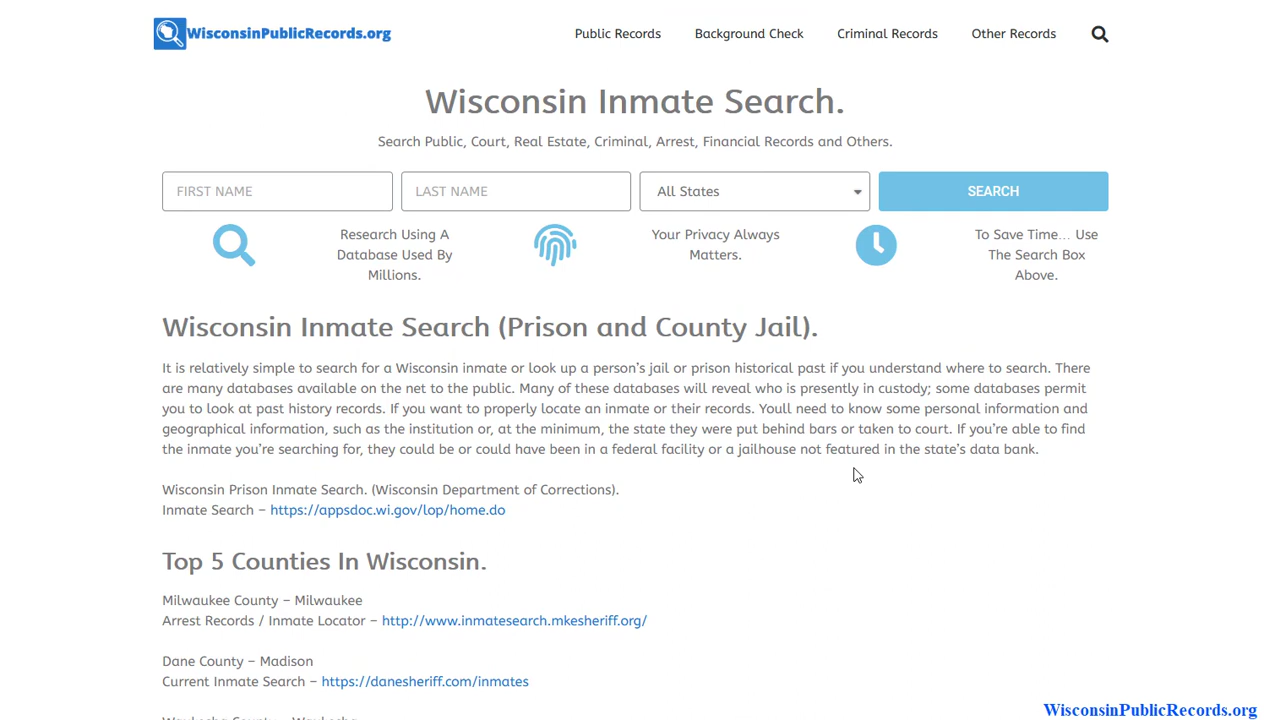 WisconsinPublicRecords.org
Public Records
Background Check
Criminal Records
Other Records
Wisconsin Inmate Search.
Search Public, Court, Real Estate, Criminal, Arrest, Financial Records and Others.
FIRST NAME
LAST NAME
All States
SEARCH
Research Using A
Database Used By
Millions.
Your Privacy Always
Matters.
To Save Time... Use
The Search Box
Above.
Wisconsin Inmate Search (Prison and County Jail).
It is relatively simple to search for a Wisconsin inmate or look up a person's jail or prison historical past if you understand where to search. There
are many databases available on the net to the public. Many of these databases will reveal who is presently in custody; some databases permit
you to look at past history records. If you want to properly locate an inmate or their records. Youll need to know some personal information and
geographical information, such as the institution or, at the minimum, the state they were put behind bars or taken to court. If you're able to find
the inmate you're searching for, they could be or could have been in a federal facility or a jailhouse not featured in the state's data bank.
Wisconsin Prison Inmate Search. (Wisconsin Department of Corrections).
Inmate Search – https://appsdoc.wi.gov/lop/home.do
Top 5 Counties In Wisconsin.
Milwaukee County – Milwaukee
Arrest Records / Inmate Locator – http://www.inmatesearch.mkesheriff.org/
Dane County – Madison
Current Inmate Search – https://danesheriff.com/inmates
Waukesha County – Waukesha
WisconsinPublicRecords.org